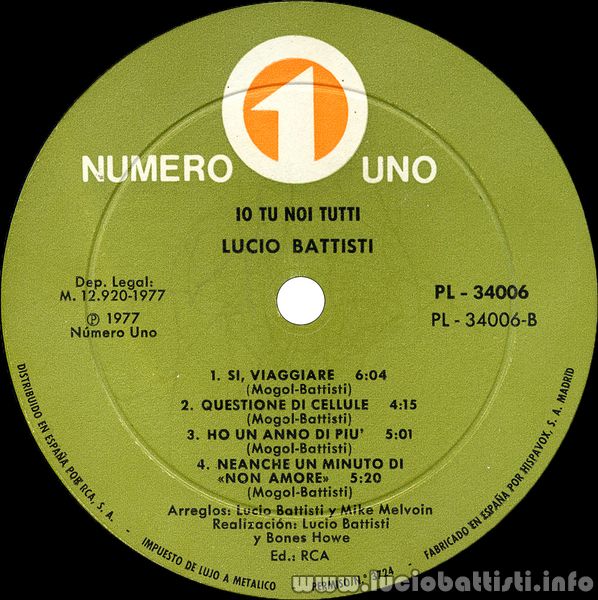 1
NUMERO UNO
IO TU NOI TUTTI
LUCIO BATTISTI
Dep. Legal:
M. 12.920-1977
℗ 1977
Número Uno
PL - 34006
PL - 34006-B
1. SI, VIAGGIARE 6:04
(Mogol-Battisti)
2. QUESTIONE DI CELLULE 4:15
(Mogol-Battisti)
3. HO UN ANNO DI PIU' 5:01
(Mogol-Battisti)
4. NEANCHE UN MINUTO DI
«NON AMORE» 5:20
(Mogol-Battisti)
Arreglos: Lucio Battisti y Mike Melvoin
Realización: Lucio Battisti
y Bones Howe
Ed.: RCA
DISTRIBUIDO EN ESPAÑA POR RCA, S. A. -
IMPUESTO DE LUJO A METALICO
PERMISO N.º 3724
- FABRICADO EN ESPAÑA POR HISPAVOX, S. A. MADRID
www.luciobattisti.info